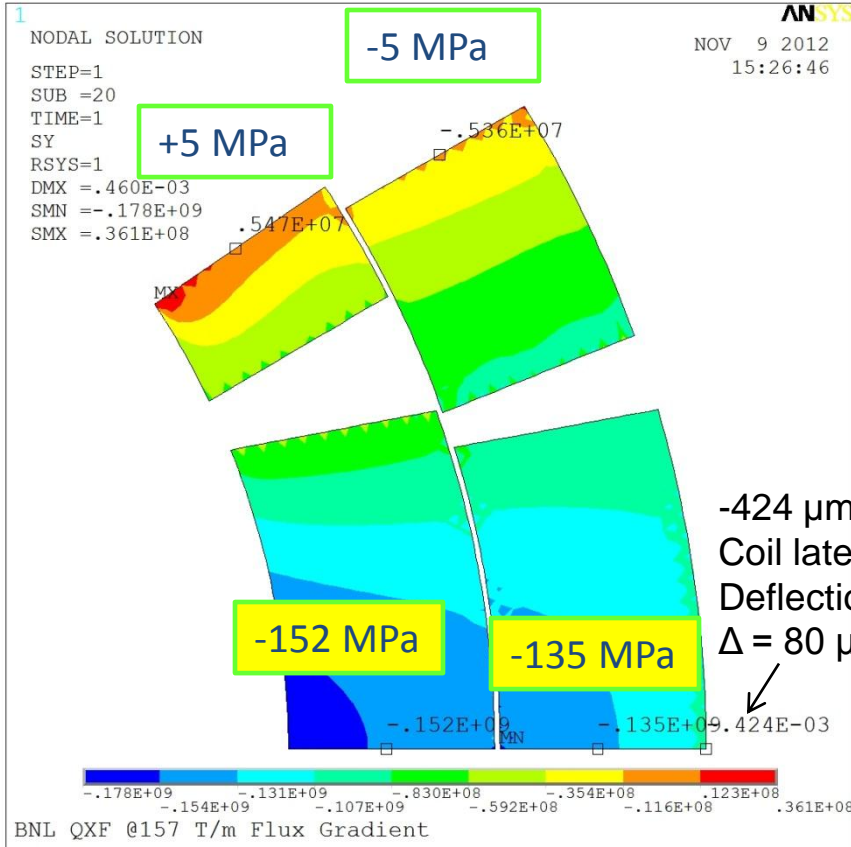 1
ANSYS
NODAL SOLUTION
NOV 9 2012
15:26:46
STEP=1
SUB =20
TIME=1
SY
RSYS=1
DMX =.460E-03
SMN =-.178E+09
SMX =.361E+08
-5 MPa
+5 MPa
-.536E+07
.547E+07
MX
-424 µm
Coil late
Deflectio
Δ = 80 µ
-152 MPa
-135 MPa
-.152E+09
MN
-.135E+09
-.424E-03
-.178E+09 -.131E+09 -.830E+08 -.354E+08 .123E+08
-.154E+09 -.107E+09 -.592E+08 -.116E+08 .361E+08
BNL QXF @157 T/m Flux Gradient